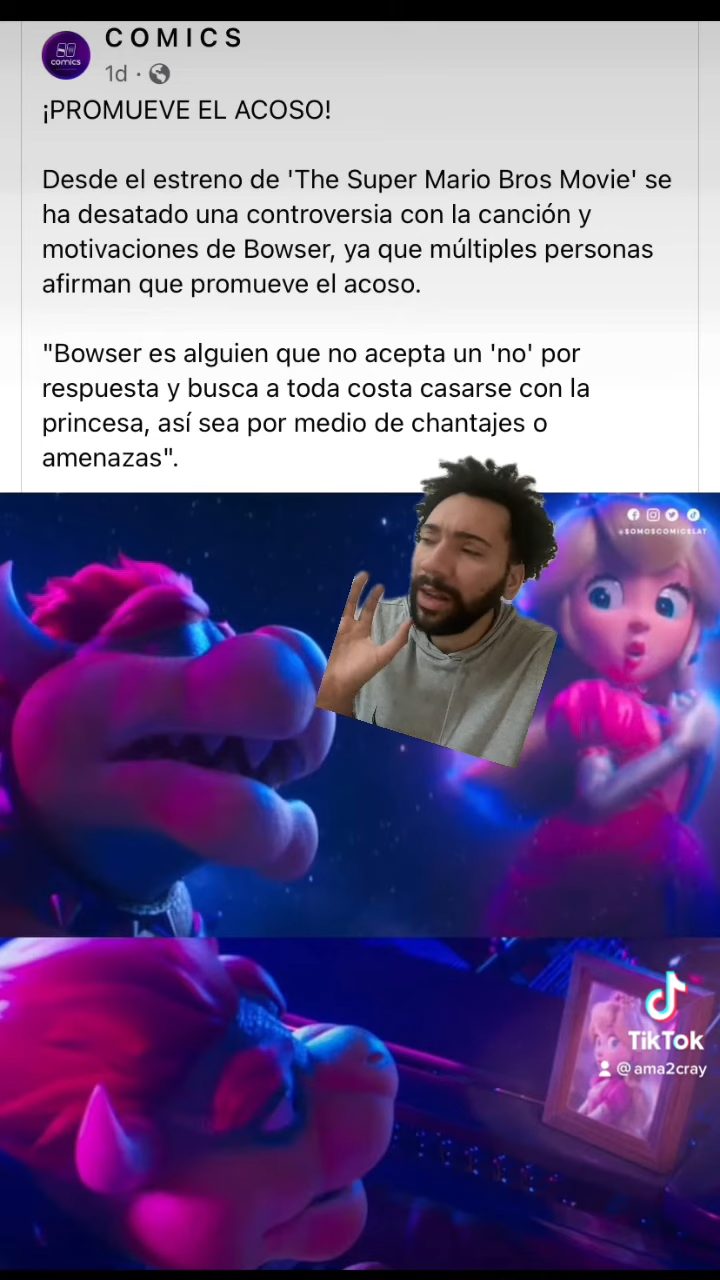 COMICS
comics
1d ·
¡PROMUEVE EL ACOSO!
Desde el estreno de 'The Super Mario Bros Movie' se
ha desatado una controversia con la canción y
motivaciones de Bowser, ya que múltiples personas
afirman que promueve el acoso.
"Bowser es alguien que no acepta un 'no' por
respuesta y busca a toda costa casarse con la
princesa, así sea por medio de chantajes o
amenazas".
@SOMOSCOMICSLAT
TikTok
@ama2cray